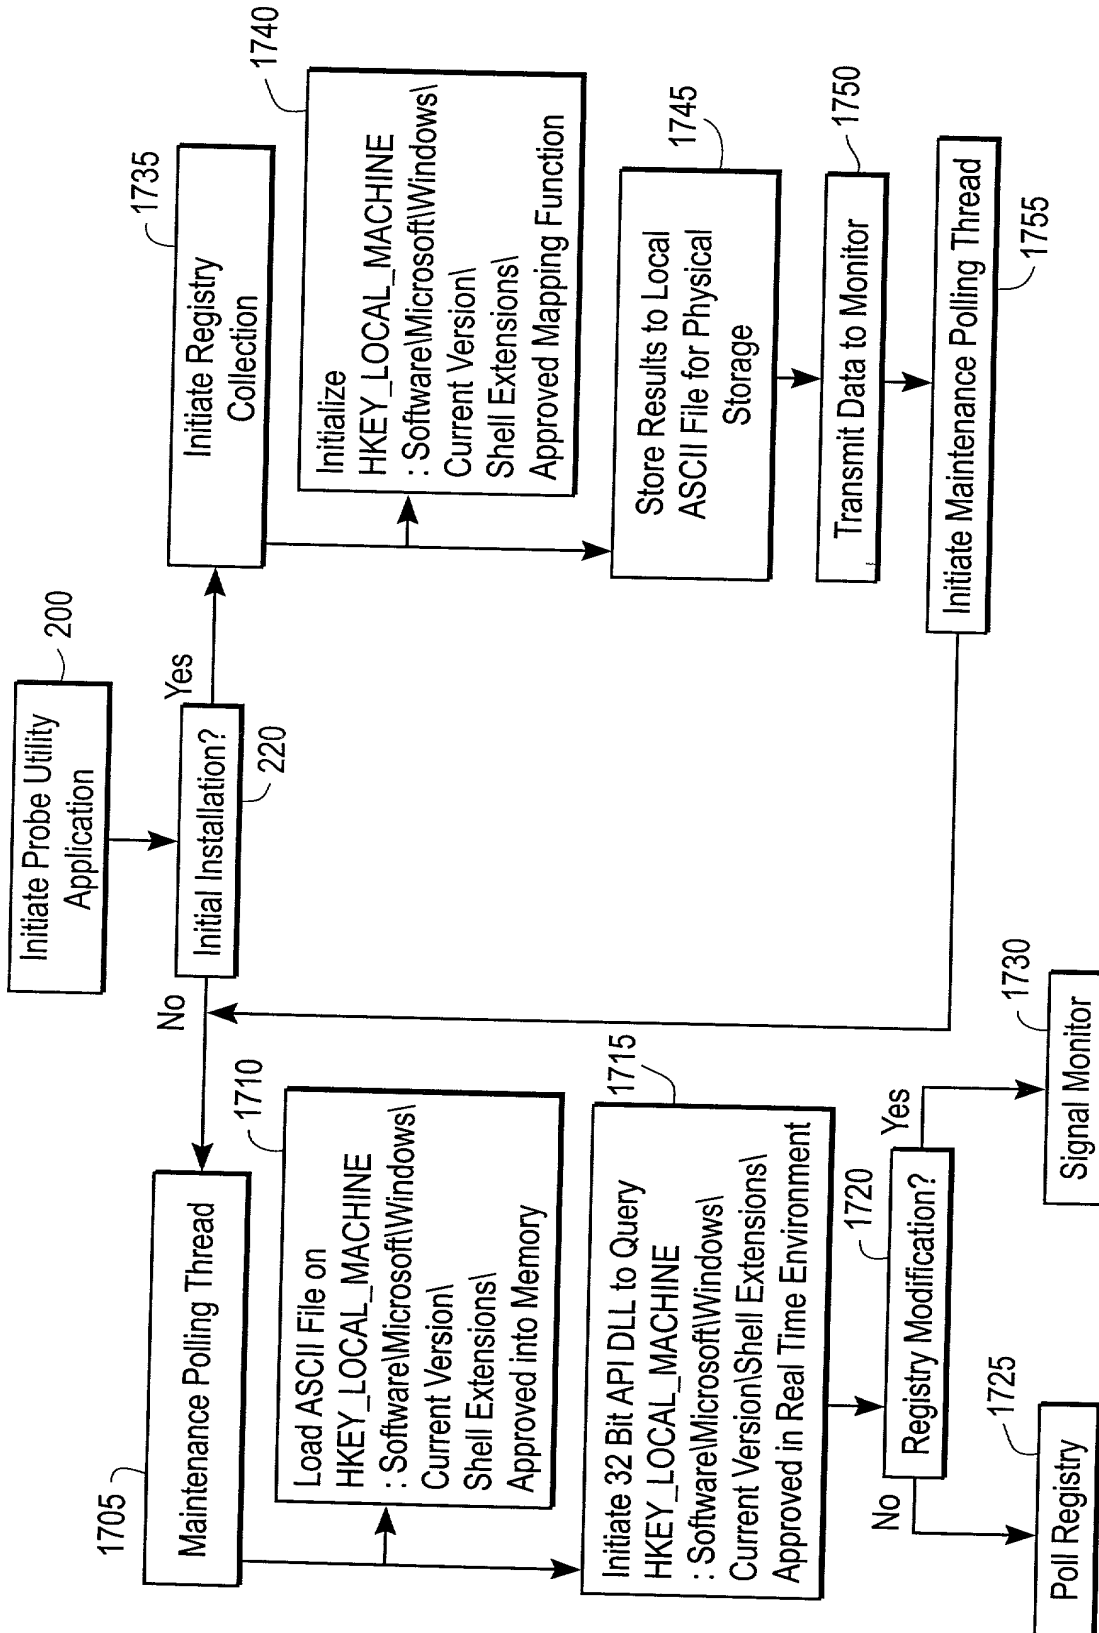 Initiate Probe Utility
Application
200
Initial Installation?
220
No
Yes
Maintenance Polling Thread
1705
Load ASCII File on
HKEY_LOCAL_MACHINE
: Software\Microsoft\Windows\
Current Version\
Shell Extensions\
Approved into Memory
1710
Initiate 32 Bit API DLL to Query
HKEY_LOCAL_MACHINE
: Software\Microsoft\Windows\
Current Version\Shell Extensions\
Approved in Real Time Environment
1715
Registry Modification?
1720
No
Yes
Poll Registry
1725
Signal Monitor
1730
Initiate Registry
Collection
1735
Initialize
HKEY_LOCAL_MACHINE
: Software\Microsoft\Windows\
Current Version\
Shell Extensions\
Approved Mapping Function
1740
Store Results to Local
ASCII File for Physical
Storage
1745
Transmit Data to Monitor
1750
Initiate Maintenance Polling Thread
1755